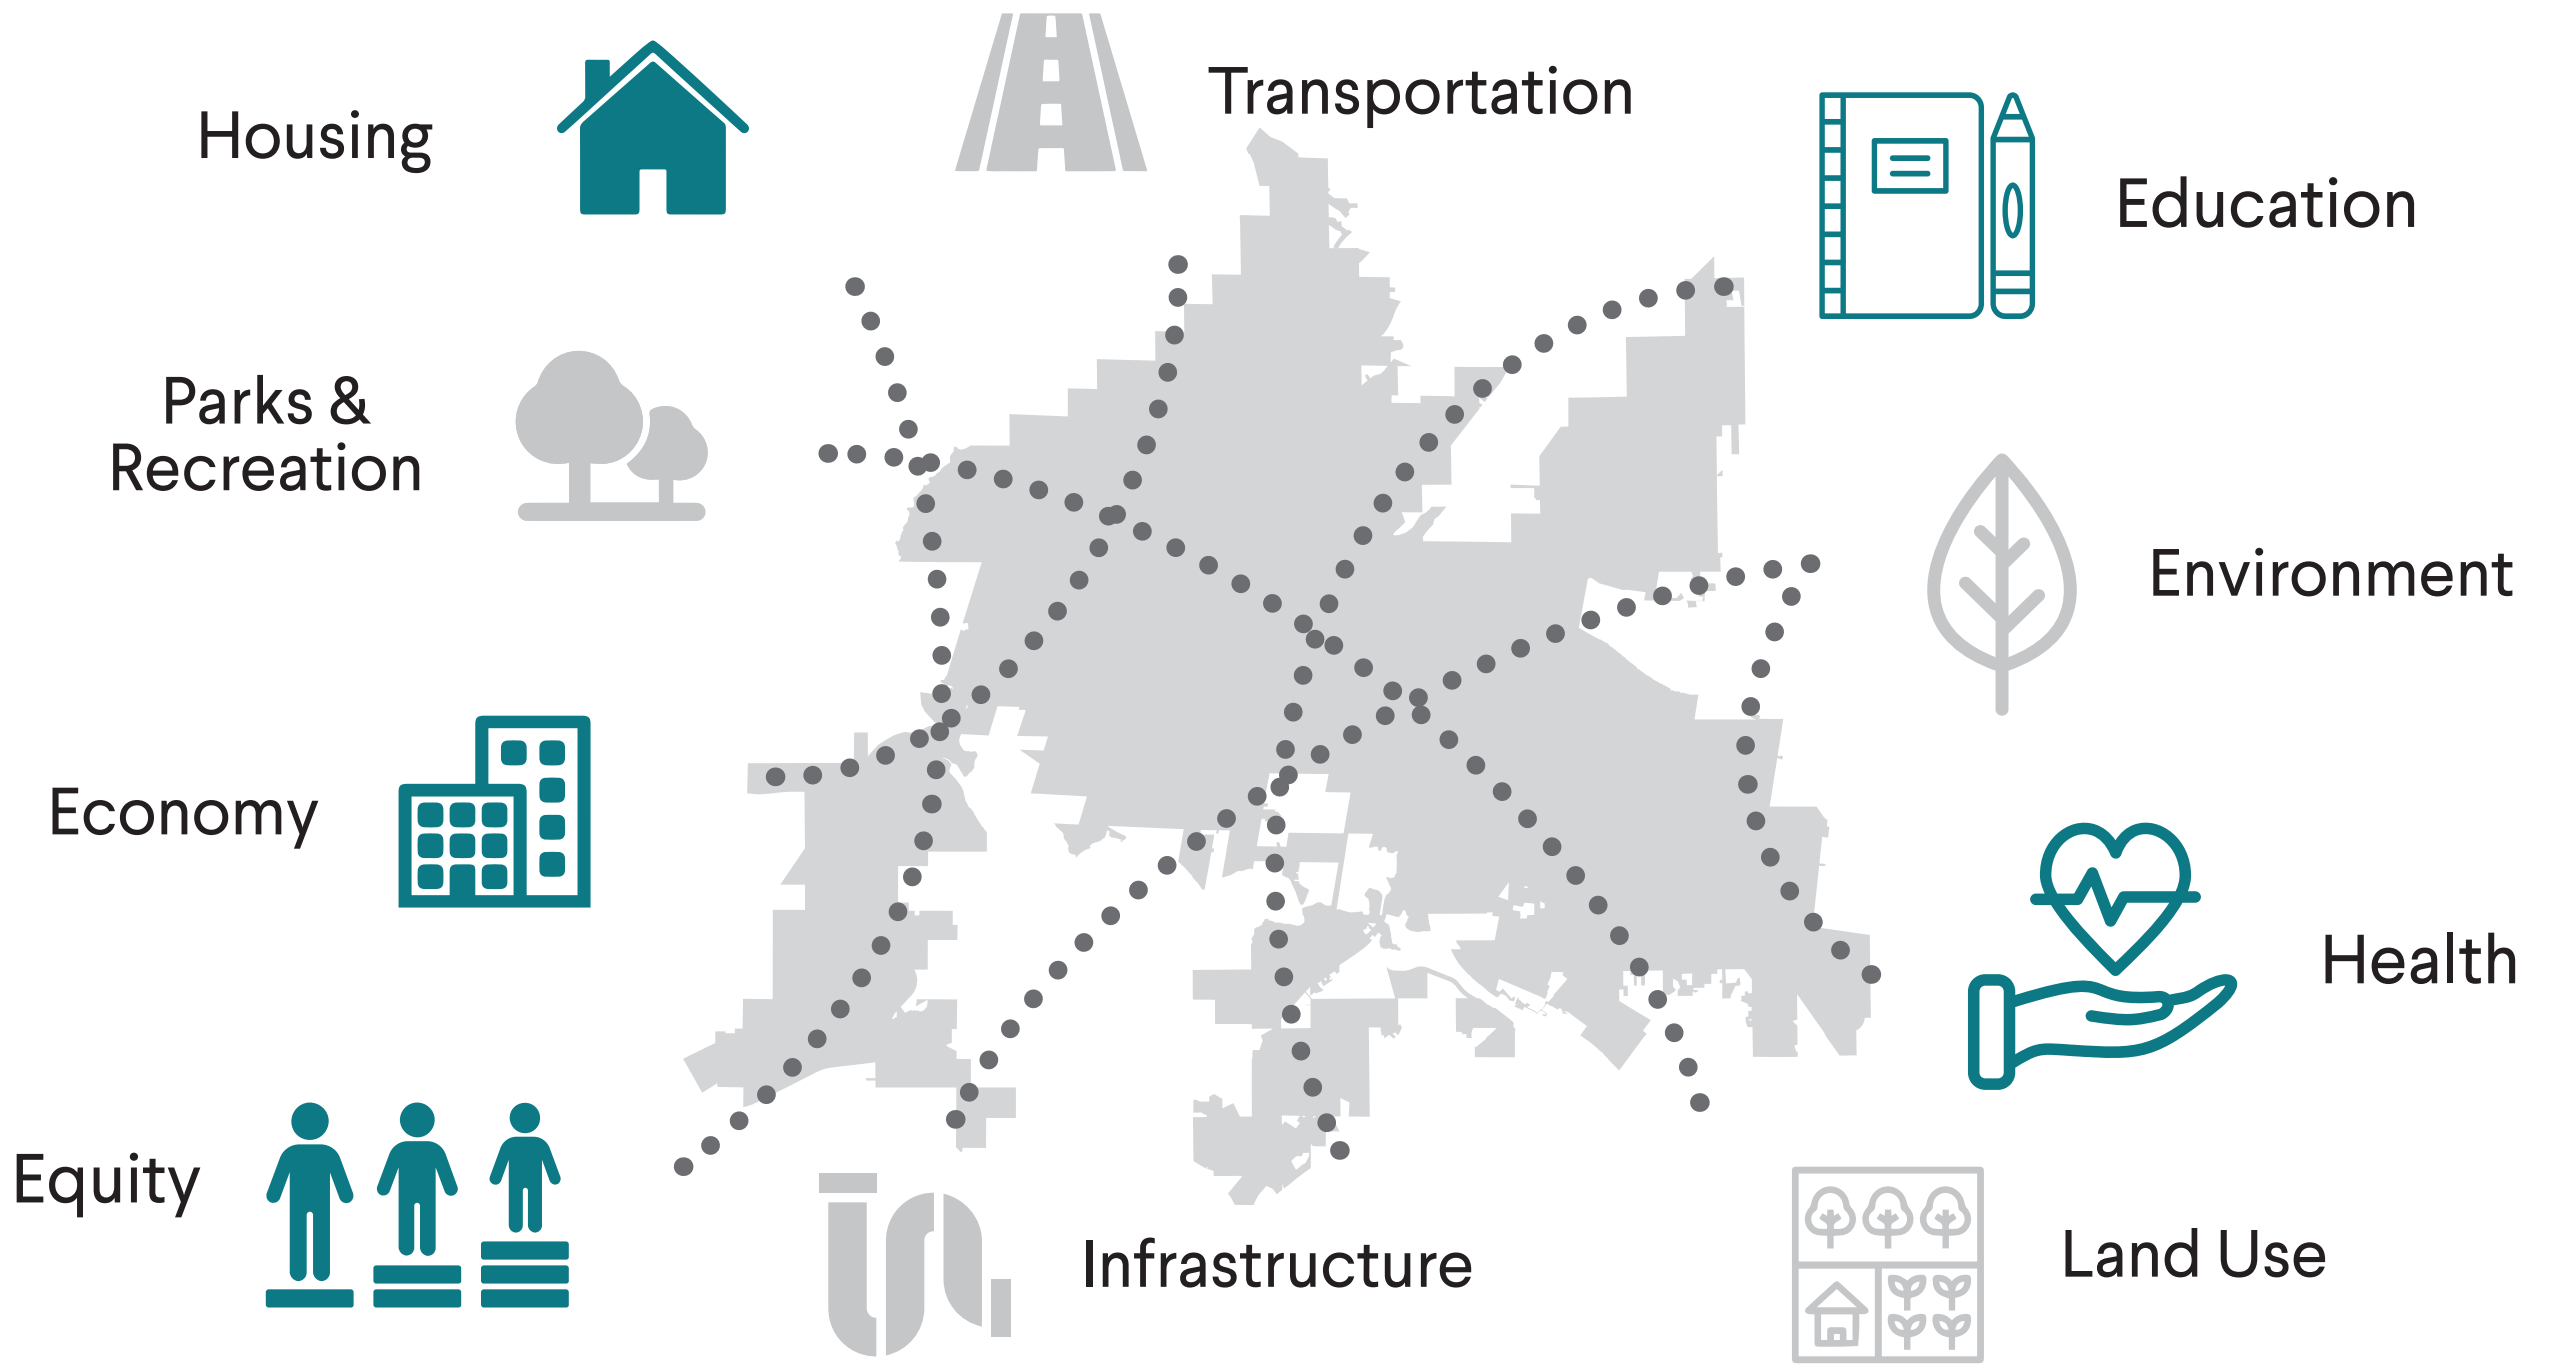 Housing
Transportation
Education
Parks &
Recreation
Environment
Economy
Health
Equity
Infrastructure
Land Use